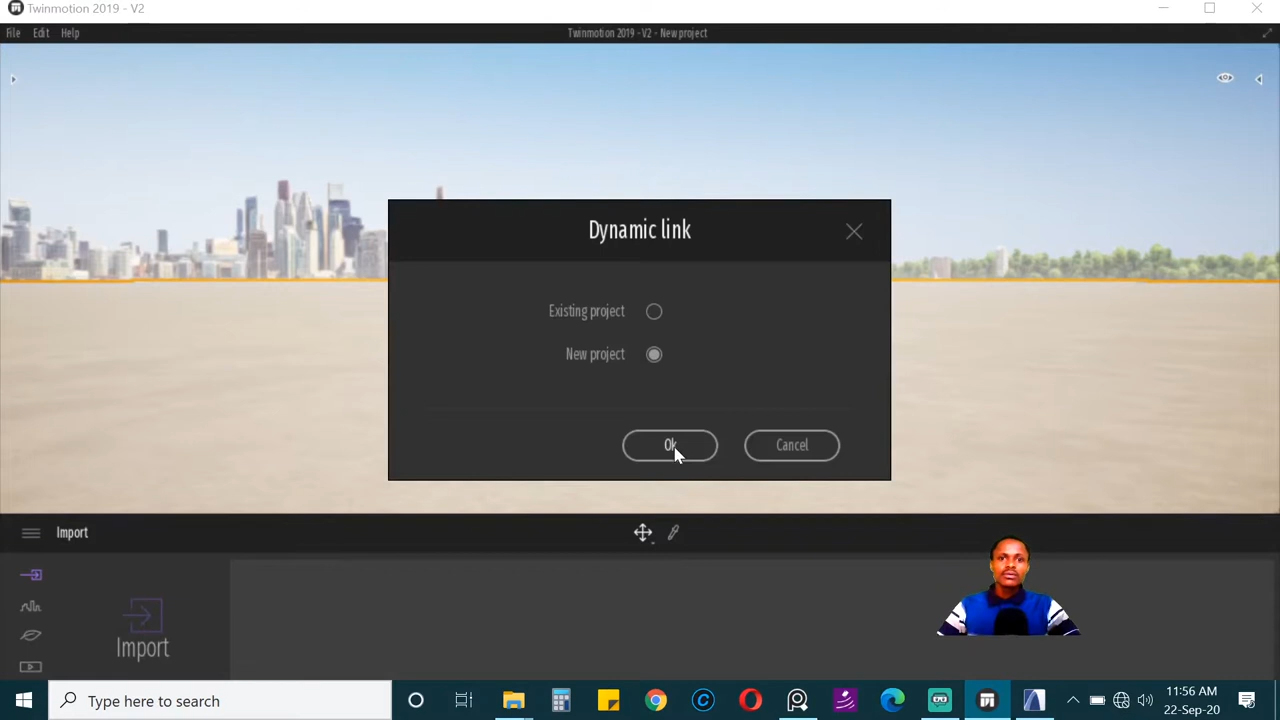 Twinmotion 2019 - V2
File Edit Help
Twinmotion 2019 - V2 - New project
Dynamic link
Existing project
New project
Ok
Cancel
Import
Import
Type here to search
11:56 AM
22-Sep-20